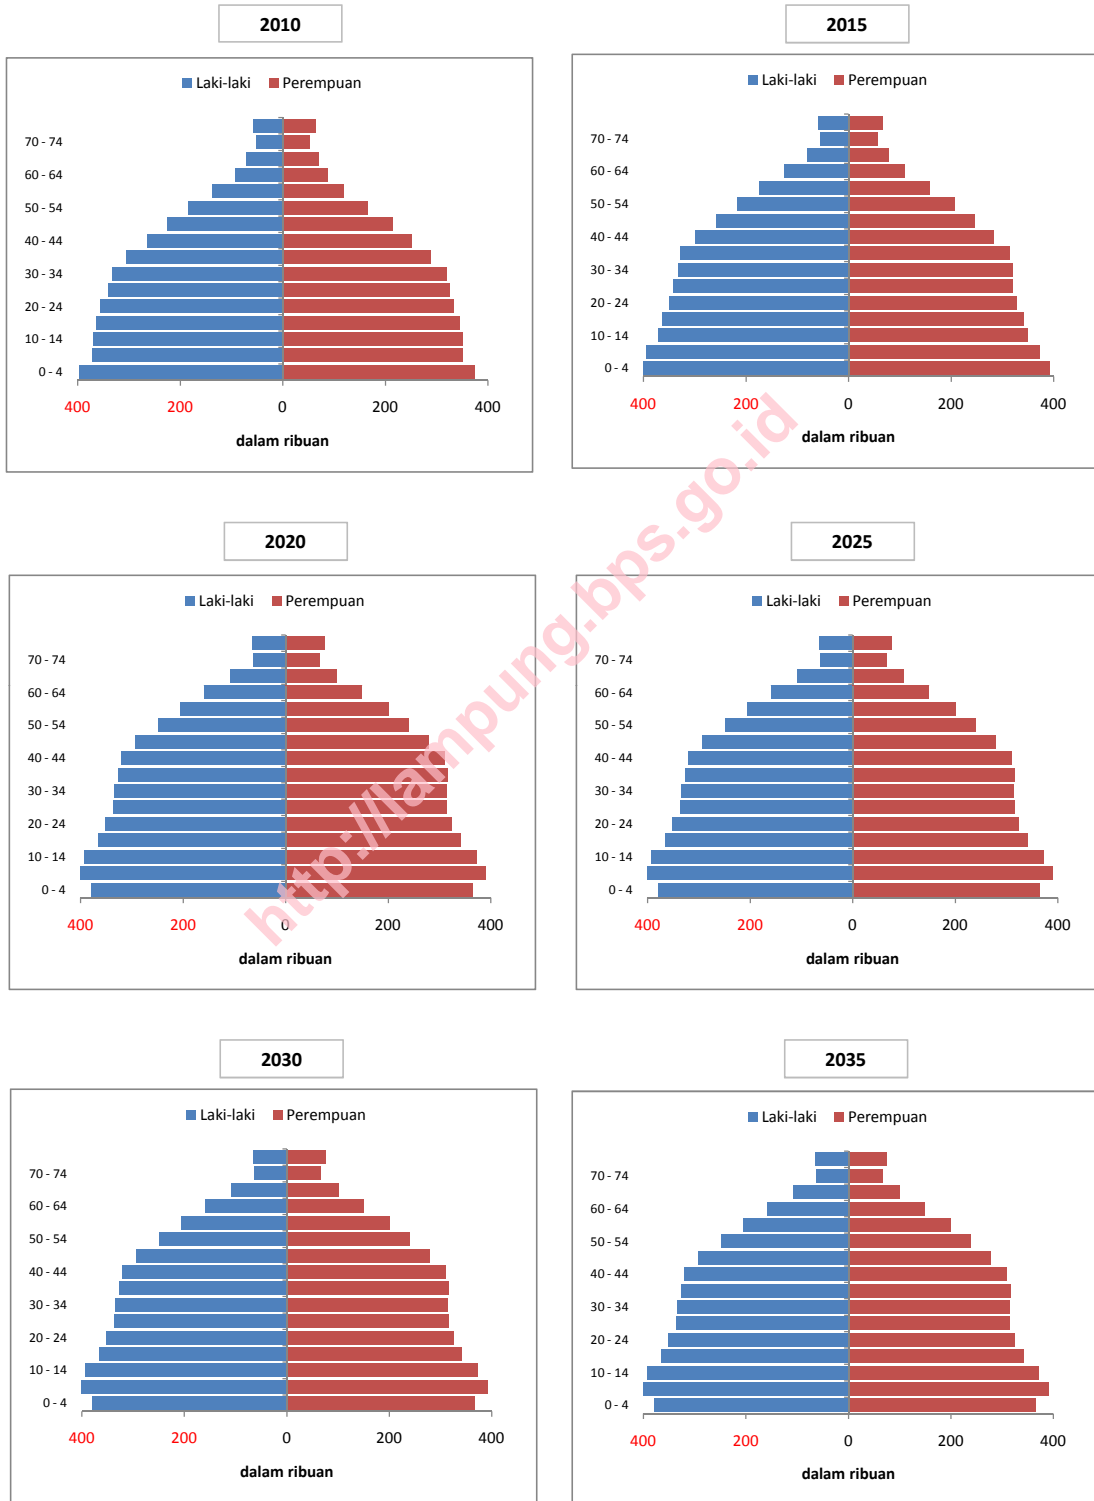 2010
2015
Laki-laki Perempuan
70 - 74
60 - 64
50 - 54
40 - 44
30 - 34
20 - 24
10 - 14
0 - 4
400 200 0 200 400
dalam ribuan
Laki-laki Perempuan
70 - 74
60 - 64
50 - 54
40 - 44
30 - 34
20 - 24
10 - 14
0 - 4
400 200 0 200 400
dalam ribuan
2020
2025
Laki-laki Perempuan
70 - 74
60 - 64
50 - 54
40 - 44
30 - 34
20 - 24
10 - 14
0 - 4
400 200 0 200 400
dalam ribuan
Laki-laki Perempuan
70 - 74
60 - 64
50 - 54
40 - 44
30 - 34
20 - 24
10 - 14
0 - 4
400 200 0 200 400
dalam ribuan
2030
2035
Laki-laki Perempuan
70 - 74
60 - 64
50 - 54
40 - 44
30 - 34
20 - 24
10 - 14
0 - 4
400 200 0 200 400
dalam ribuan
Laki-laki Perempuan
70 - 74
60 - 64
50 - 54
40 - 44
30 - 34
20 - 24
10 - 14
0 - 4
400 200 0 200 400
dalam ribuan
http://lampung.bps.go.id